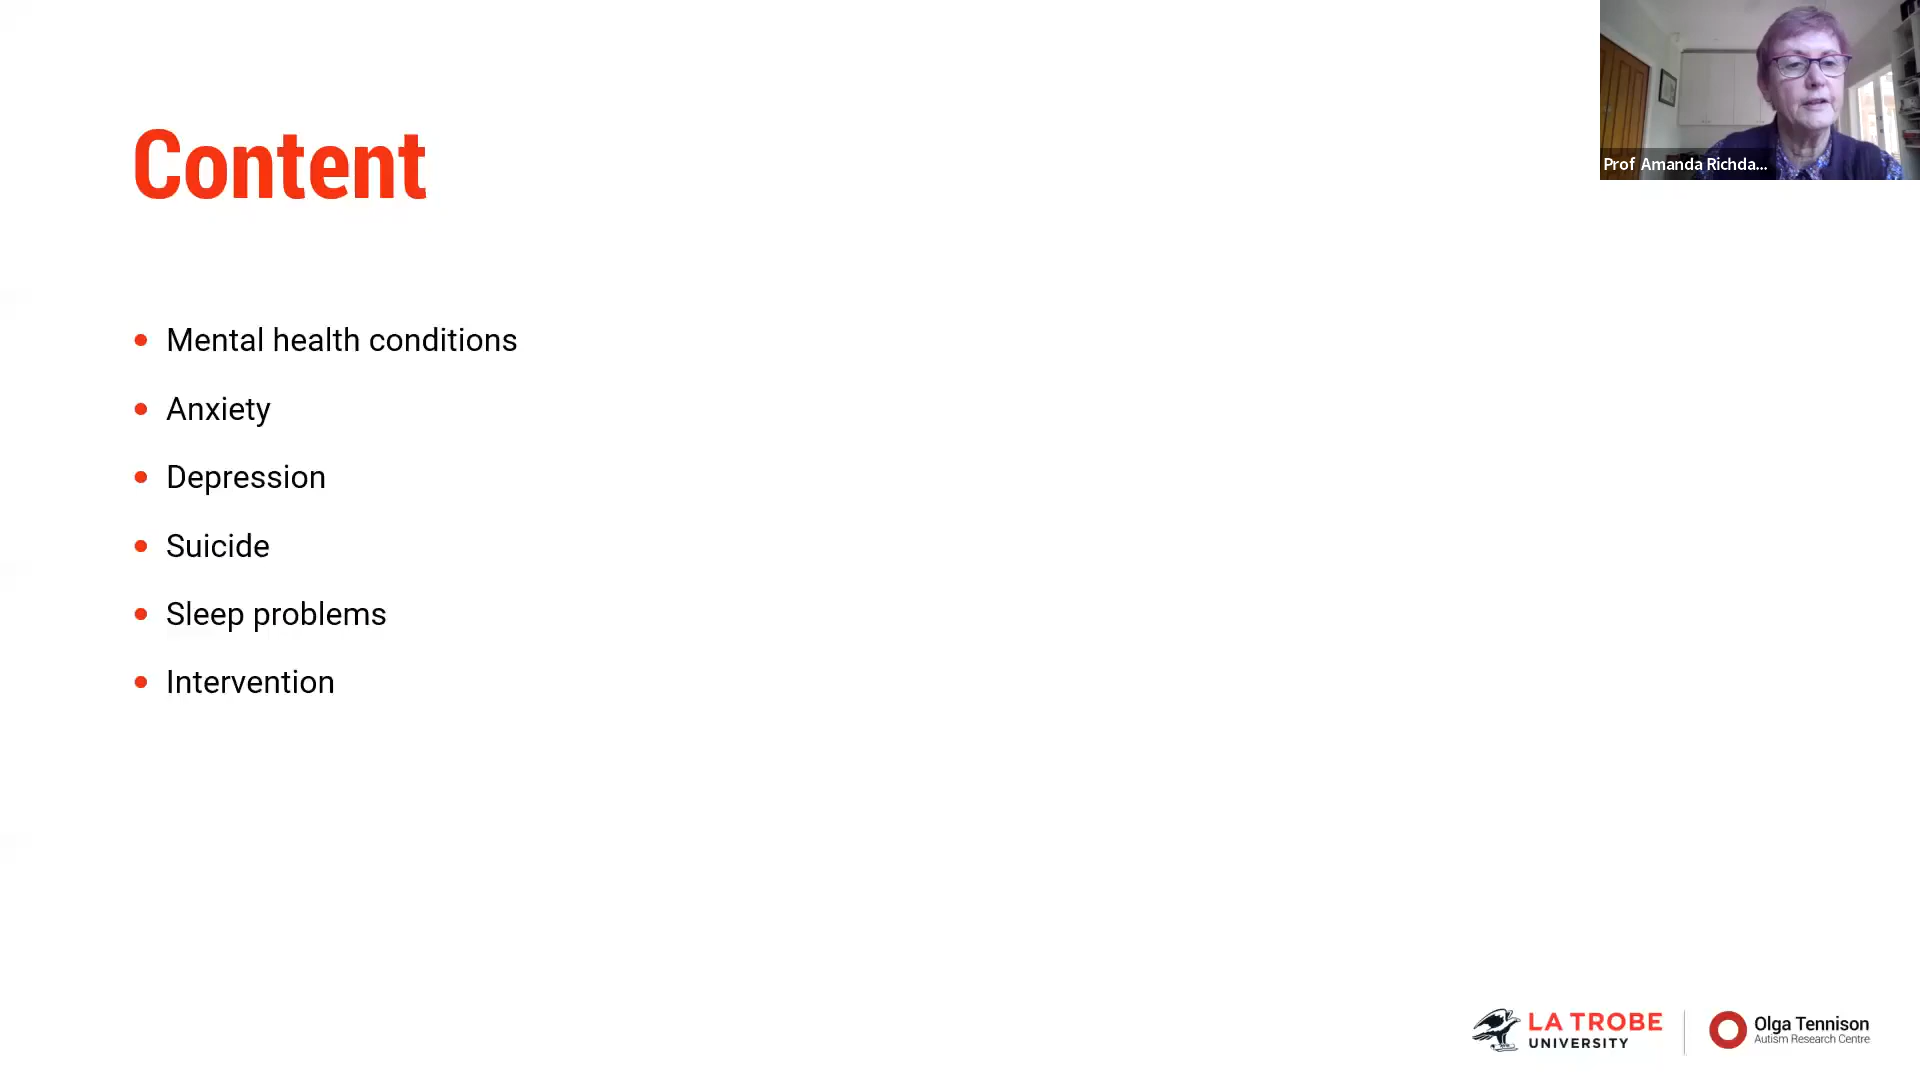 Content
Prof Amanda Richda...
Mental health conditions
Anxiety
Depression
Suicide
Sleep problems
Intervention
LA TROBE
UNIVERSITY
Olga Tennison
Autism Research Centre